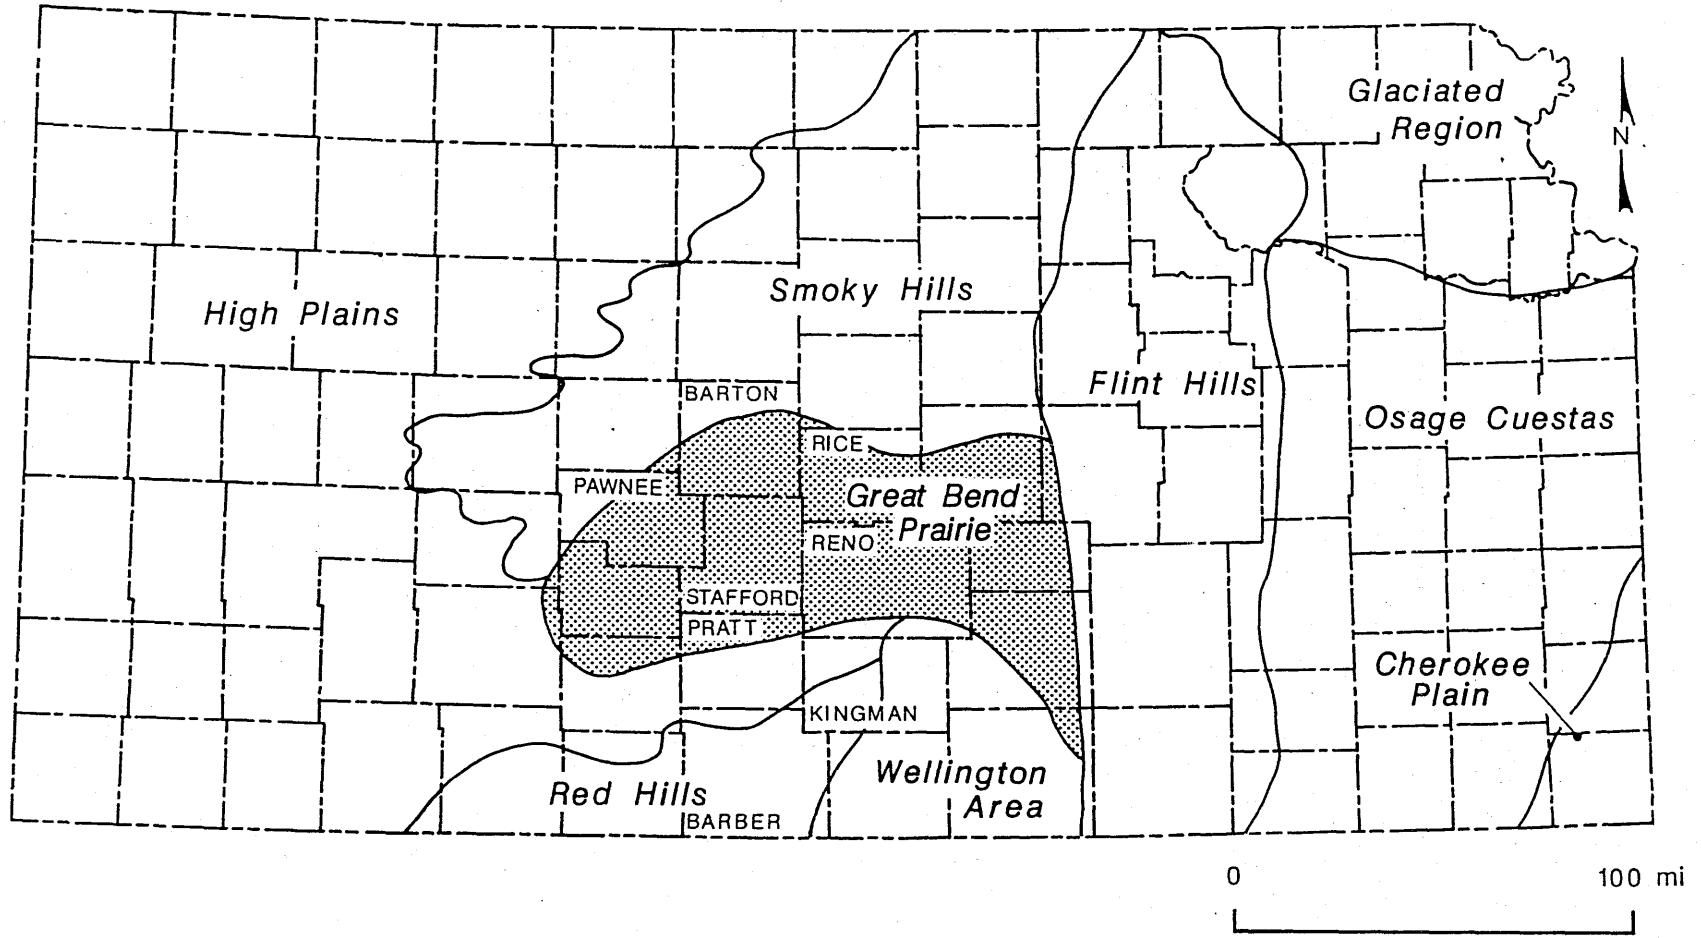 Glaciated
Region
N
High Plains
Smoky Hills
Flint Hills
BARTON
Osage Cuestas
RICE
PAWNEE
Great Bend
Prairie
RENO
STAFFORD
PRATT
Cherokee
Plain
KINGMAN
Wellington
Area
Red Hills
BARBER
0
100 mi